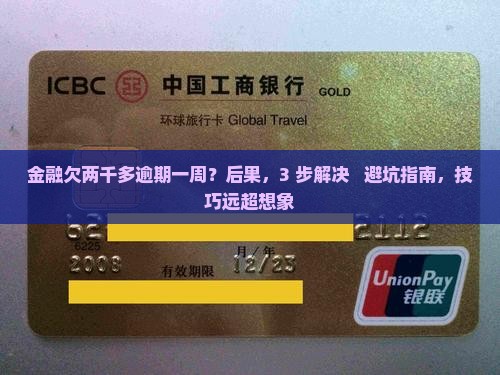 ICBC 中国工商银行 GOLD
环球旅行卡 Global Travel
金融欠两千多逾期一周？后果，3 步解决 避坑指南，技
巧远超想象
62 2112
6225 月/年
2008 有效期限 12/23
UnionPay
银联